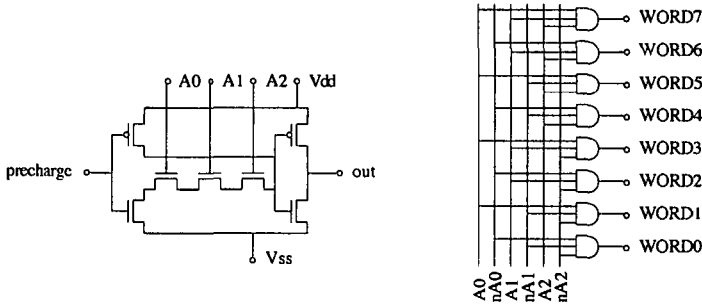 A0 A1 A2 Vdd
precharge
out
Vss
WORD7
WORD6
WORD5
WORD4
WORD3
WORD2
WORD1
WORD0
A0
nA0
A1
nA1
A2
nA2